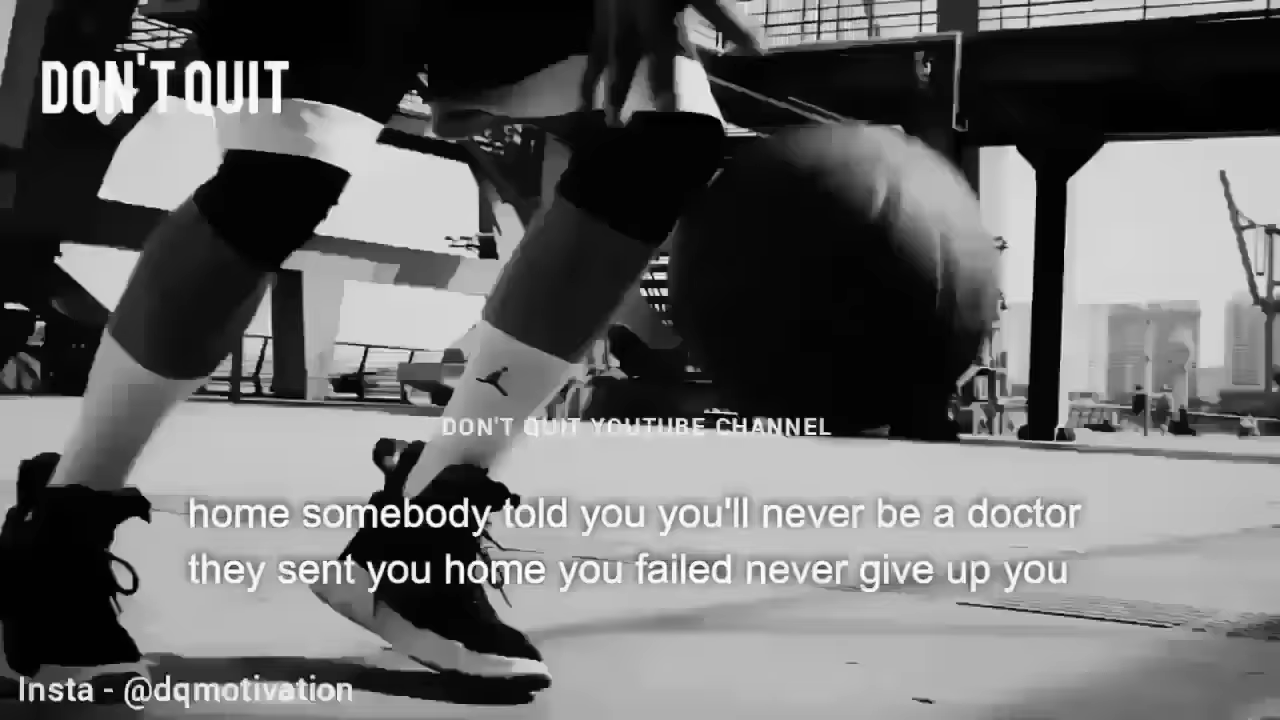 DON'T QUIT
DON'T QUIT YOUTUBE CHANNEL
home somebody told you you'll never be a doctor
they sent you home you failed never give up you
Insta - @dqmotivation